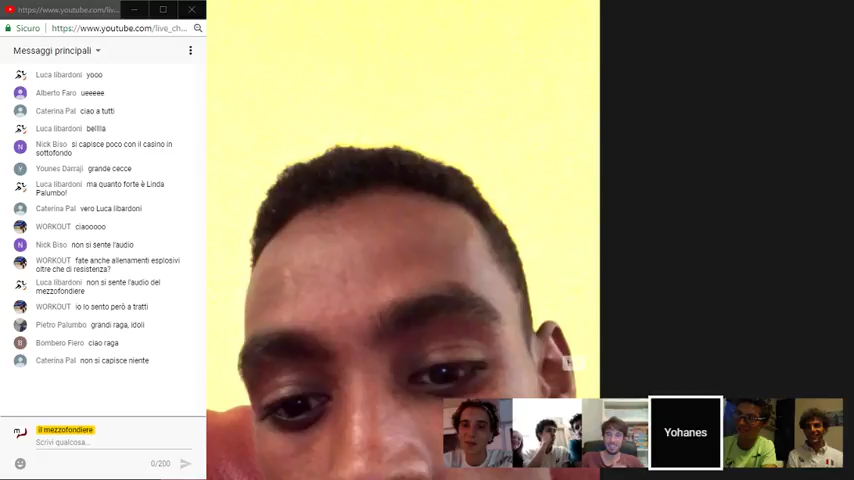 https://www.youtube.com/liv...
Sicuro
https://www.youtube.com/live_ch...
Messaggi principali
Luca libardoni yooo
Alberto Faro ueeeee
Caterina Pal ciao a tutti
Luca libardoni bellla
Nick Biso si capisce poco con il casino in
sottofondo
Y
Younes Darraji grande cecce
Luca libardoni ma quanto forte è Linda
Palumbo!
Caterina Pal vero Luca libardoni
WORKOUT ciaooooo
Nick Biso non si sente l'audio
WORKOUT fate anche allenamenti esplosivi
oltre che di resistenza?
Luca libardoni non si sente l'audio del
mezzofondiere
WORKOUT io lo sento però a tratti
Pietro Palumbo grandi raga, idoli
B
Bombero Fiero ciao raga
Caterina Pal non si capisce niente
il mezzofondiere
Scrivi qualcosa...
0/200
Yohanes